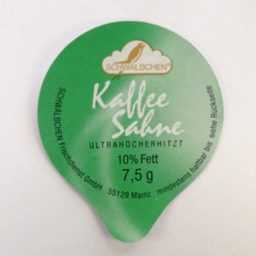 SCHWÄLBCHEN
Kaffee
Sahne
ULTRAHOCHERHITZT
10% Fett
7,5 g
SCHWÄLBCHEN Frischdienst GmbH 55129 Mainz mindestens haltbar bis siehe Rückseite